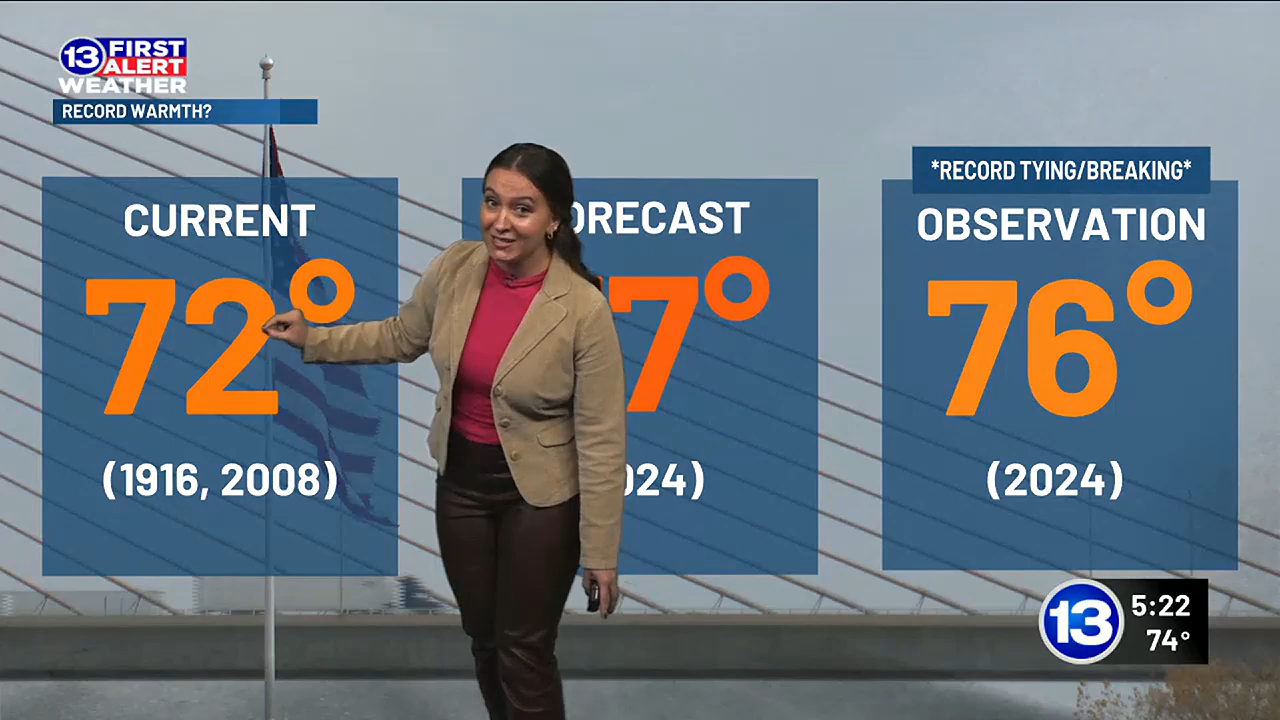 13 FIRST
ALERT
WEATHER
RECORD WARMTH?
CURRENT
72°
(1916, 2008)
ORECAST
7°
024)
*RECORD TYING/BREAKING*
OBSERVATION
76°
(2024)
13
5:22
74°